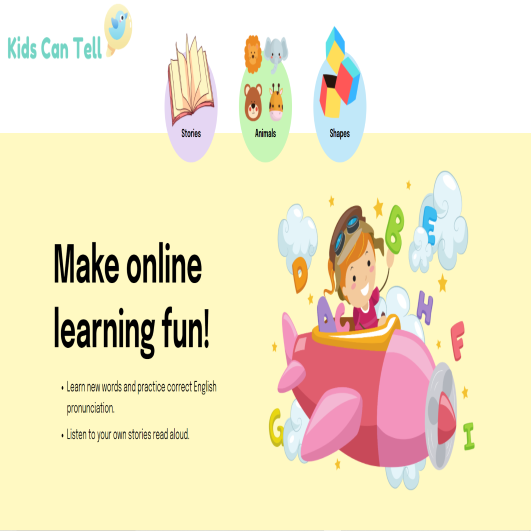 Kids Can Tell
Stories
Animals
Shapes
Make online
learning fun!
• Learn new words and practice correct English
pronunciation.
• Listen to your own stories read aloud.
B
E
D
A
C
H
F
G
I